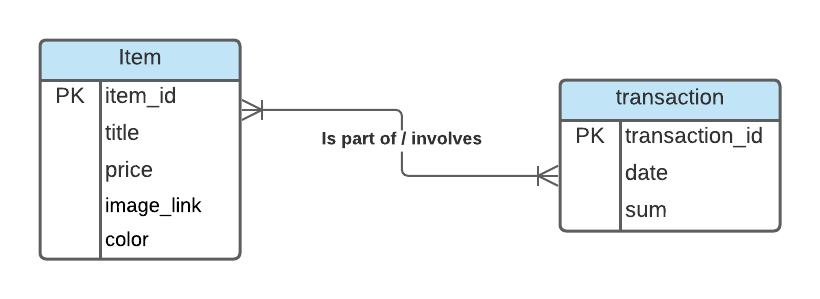 Item
PK item_id
title
price
image_link
color
Is part of / involves
transaction
PK transaction_id
date
sum